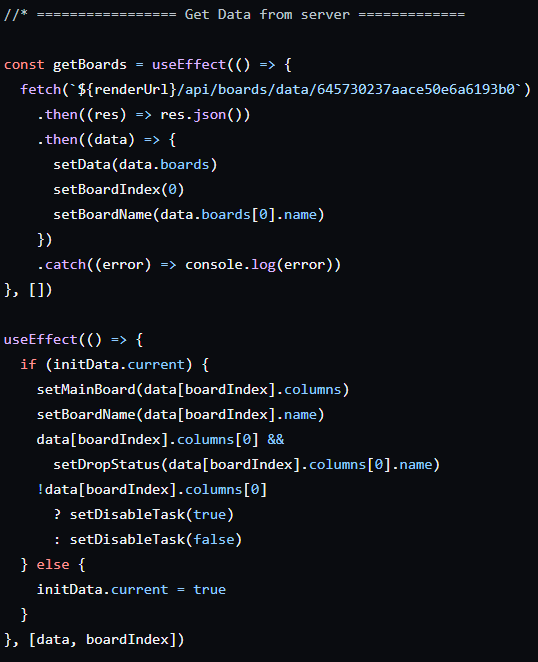 //* ================= Get Data from server =============
const getBoards = useEffect(() => {
  fetch(`${renderUrl}/api/boards/data/645730237aace50e6a6193b0`)
    .then((res) => res.json())
    .then((data) => {
      setData(data.boards)
      setBoardIndex(0)
      setBoardName(data.boards[0].name)
    })
    .catch((error) => console.log(error))
}, [])
useEffect(() => {
  if (initData.current) {
    setMainBoard(data[boardIndex].columns)
    setBoardName(data[boardIndex].name)
    data[boardIndex].columns[0] &&
      setDropStatus(data[boardIndex].columns[0].name)
    !data[boardIndex].columns[0]
      ? setDisableTask(true)
      : setDisableTask(false)
  } else {
    initData.current = true
  }
}, [data, boardIndex])